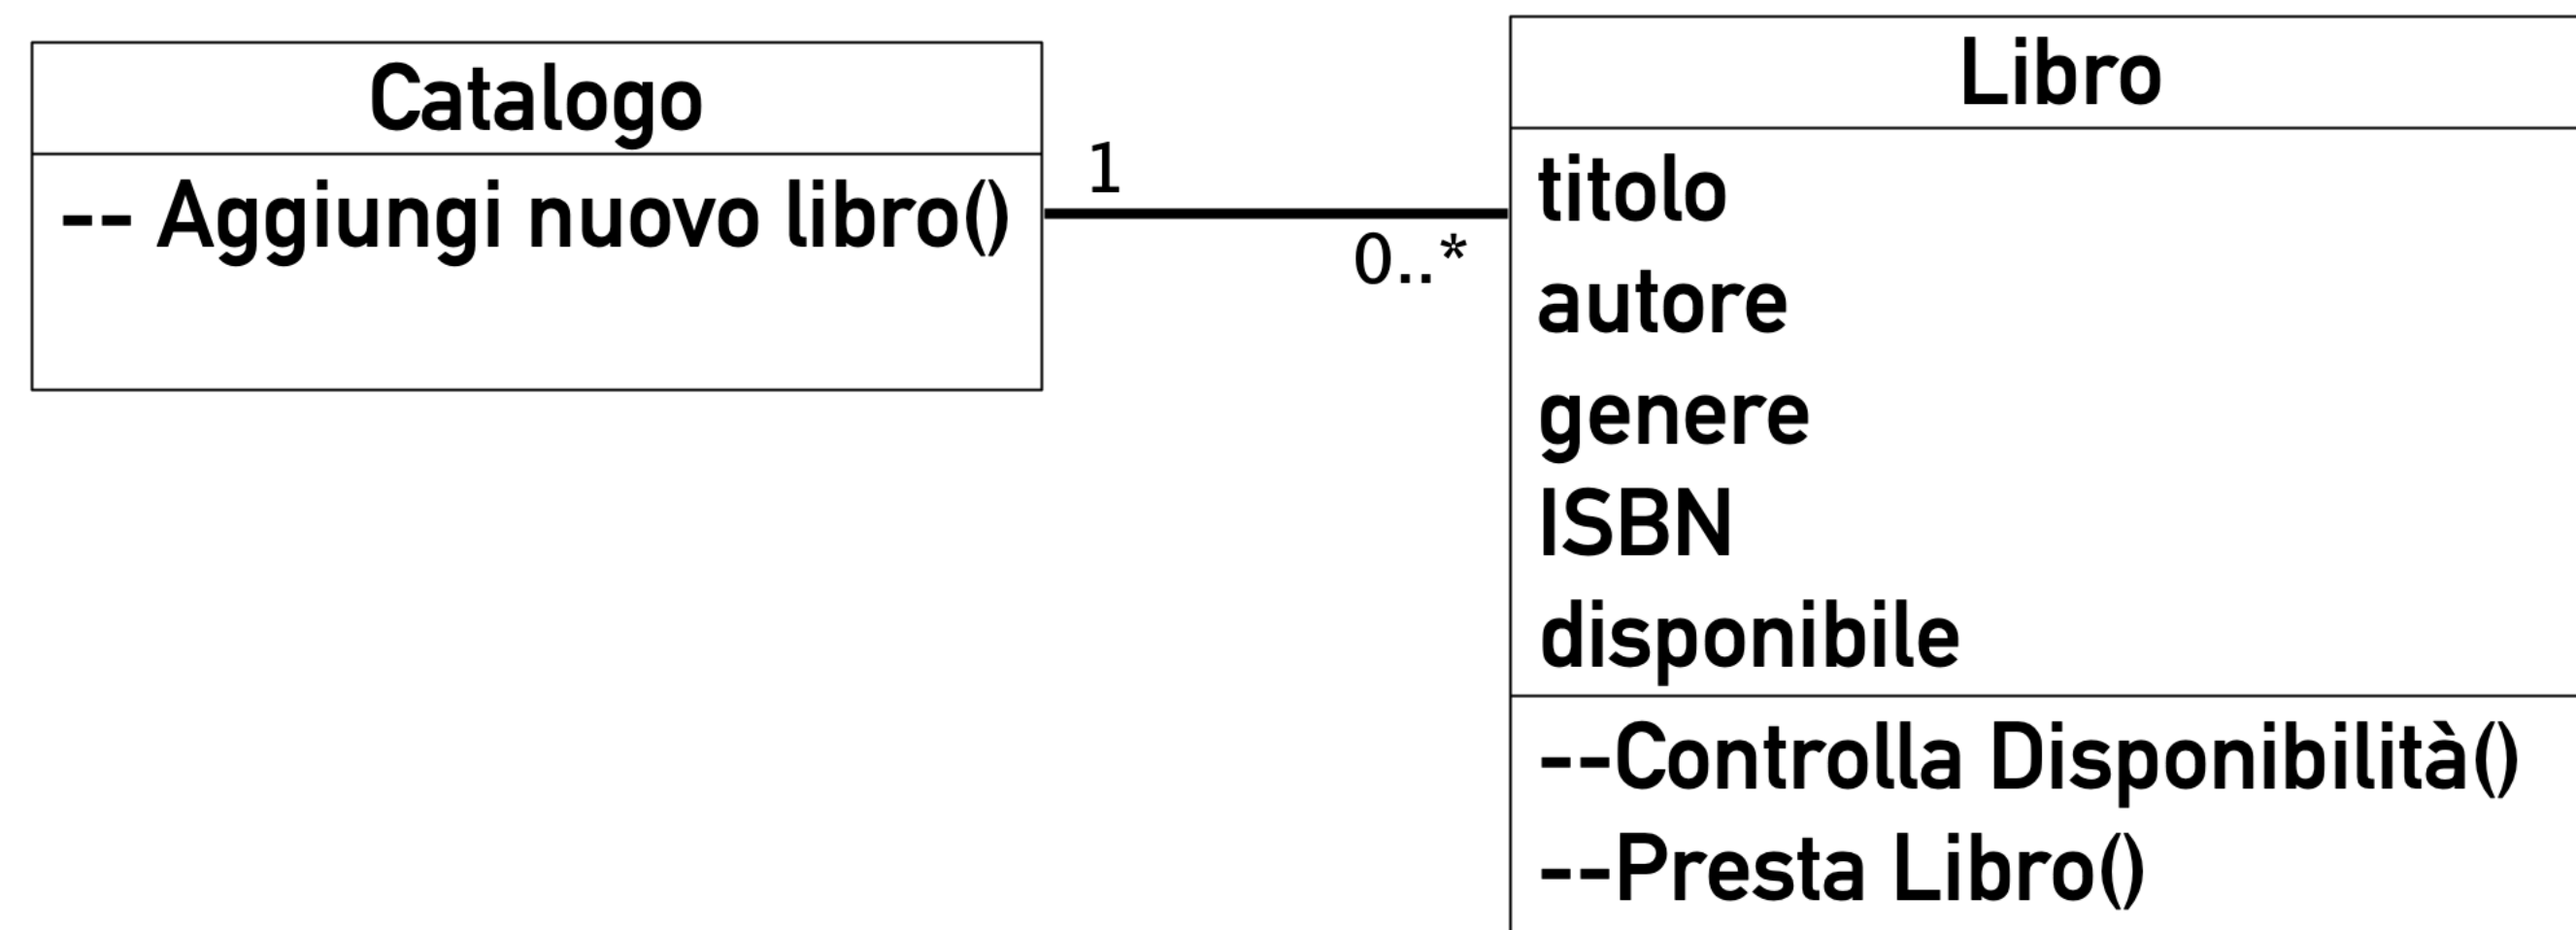 Catalogo
-- Aggiungi nuovo libro()
1
0..*
Libro
titolo
autore
genere
ISBN
disponibile
--Controlla Disponibilità()
--Presta Libro()